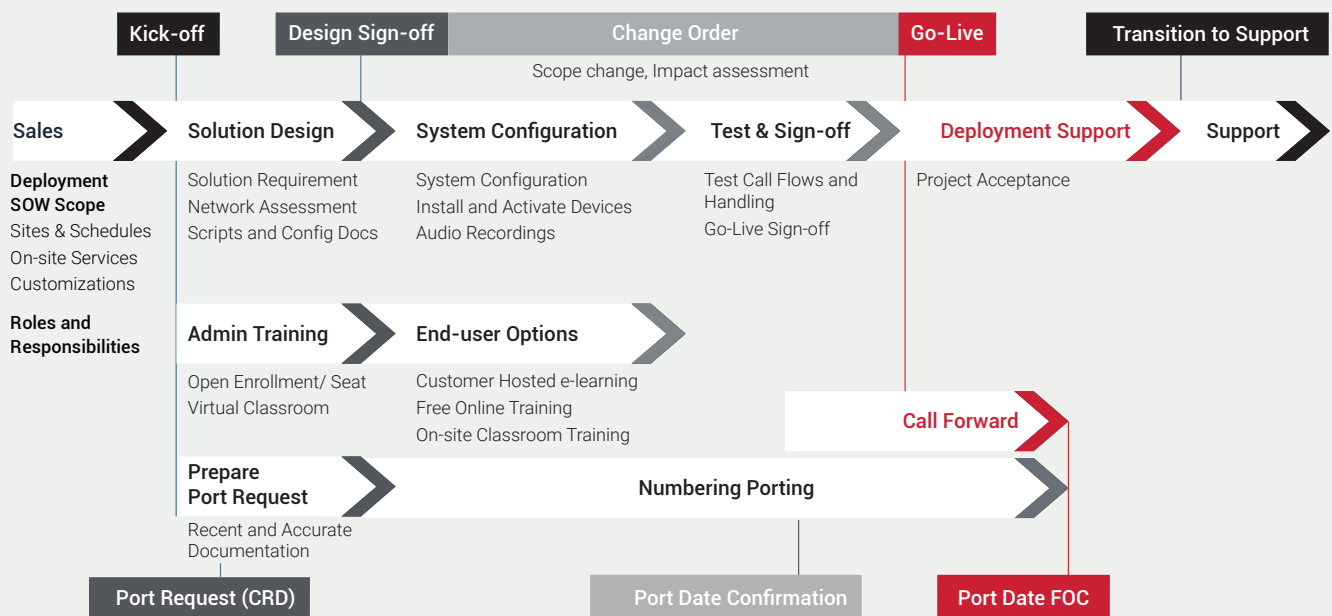 Kick-off
Design Sign-off
Change Order
Go-Live
Transition to Support
Scope change, Impact assessment
Sales
Solution Design
System Configuration
Test & Sign-off
Deployment Support
Support
Deployment
SOW Scope
Sites & Schedules
On-site Services
Customizations
Roles and
Responsibilities
Solution Requirement
Network Assessment
Scripts and Config Docs
System Configuration
Install and Activate Devices
Audio Recordings
Test Call Flows and
Handling
Go-Live Sign-off
Project Acceptance
Admin Training
End-user Options
Open Enrollment/ Seat
Virtual Classroom
Customer Hosted e-learning
Free Online Training
On-site Classroom Training
Call Forward
Prepare
Port Request
Numbering Porting
Recent and Accurate
Documentation
Port Request (CRD)
Port Date Confirmation
Port Date FOC